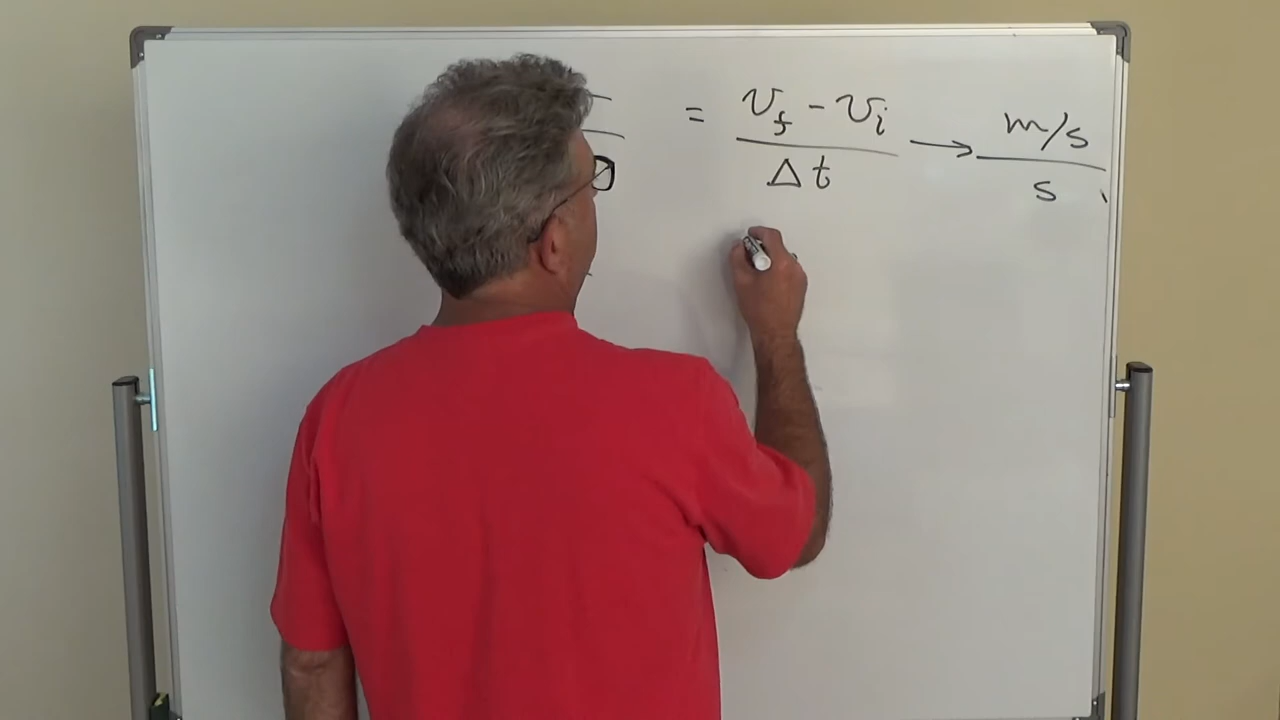 = v_f - v_i / Δt → m/s / s